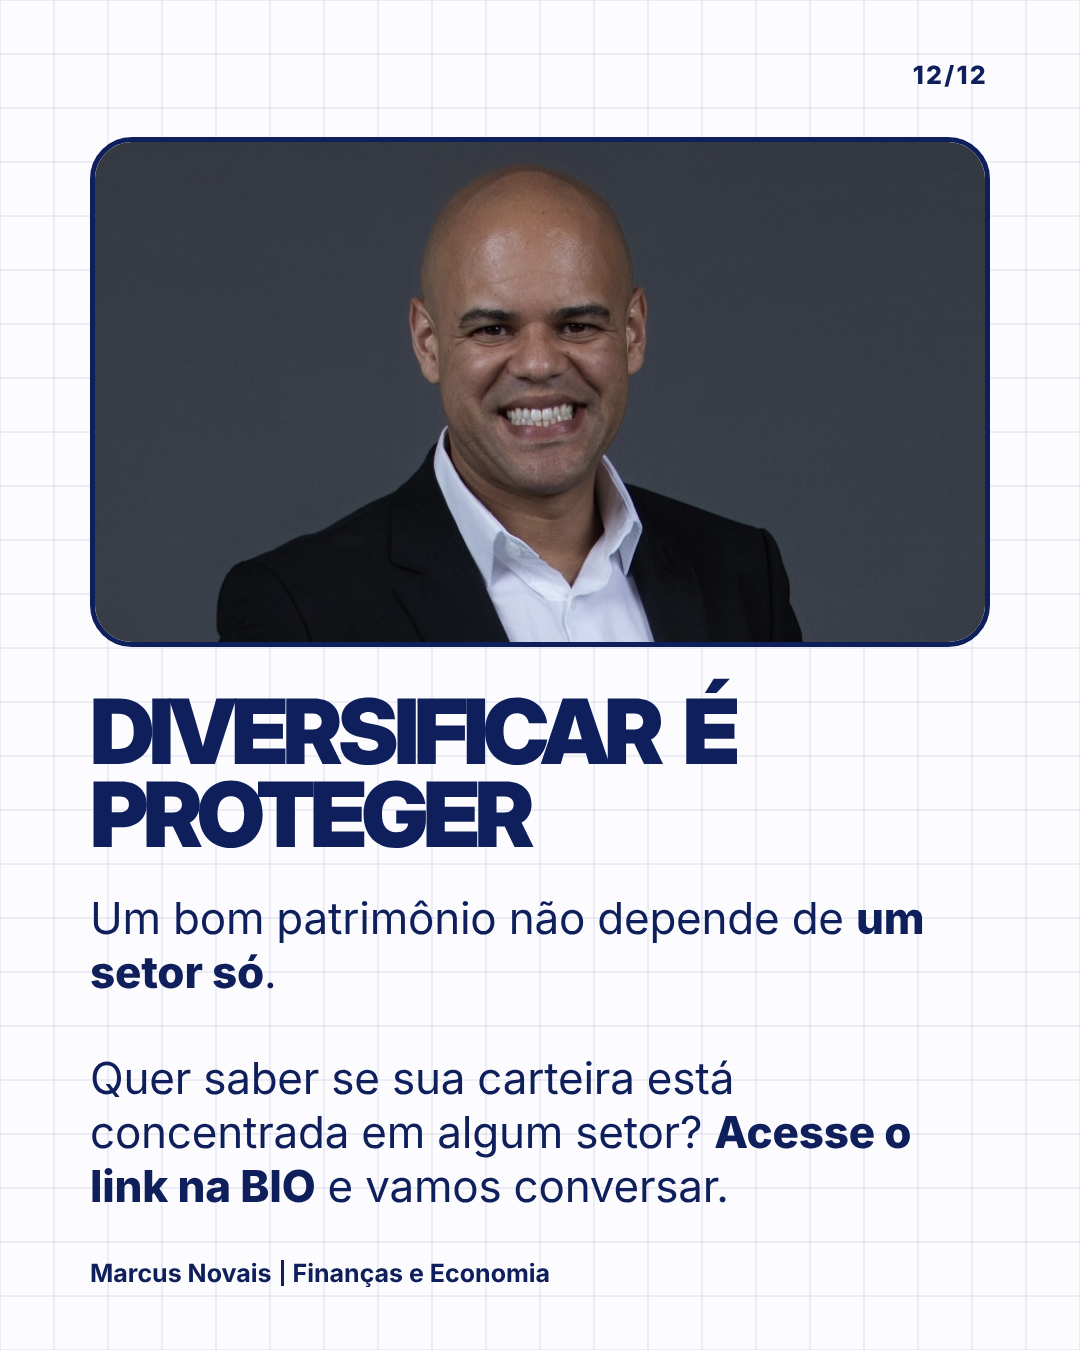 12/12
DIVERSIFICAR É
PROTEGER
Um bom patrimônio não depende de um
setor só.
Quer saber se sua carteira está
concentrada em algum setor? Acesse o
link na BIO e vamos conversar.
Marcus Novais | Finanças e Economia